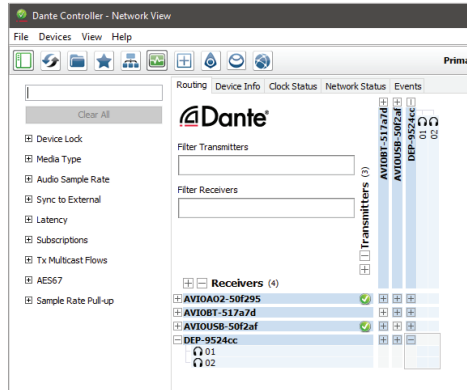 Dante Controller - Network View
File Devices View Help
Prima
Routing Device Info Clock Status Network Status Events
Clear All
Device Lock
Media Type
Audio Sample Rate
Sync to External
Latency
Subscriptions
Tx Multicast Flows
AES67
Sample Rate Pull-up
Dante
Filter Transmitters
Filter Receivers
Transmitters (3)
AVIOBT-517a7d
AVIOUSB-50f2af
DEP-9524cc
01
02
Receivers (4)
AVIOAO2-50f295
AVIOBT-517a7d
AVIOUSB-50f2af
DEP-9524cc
01
02